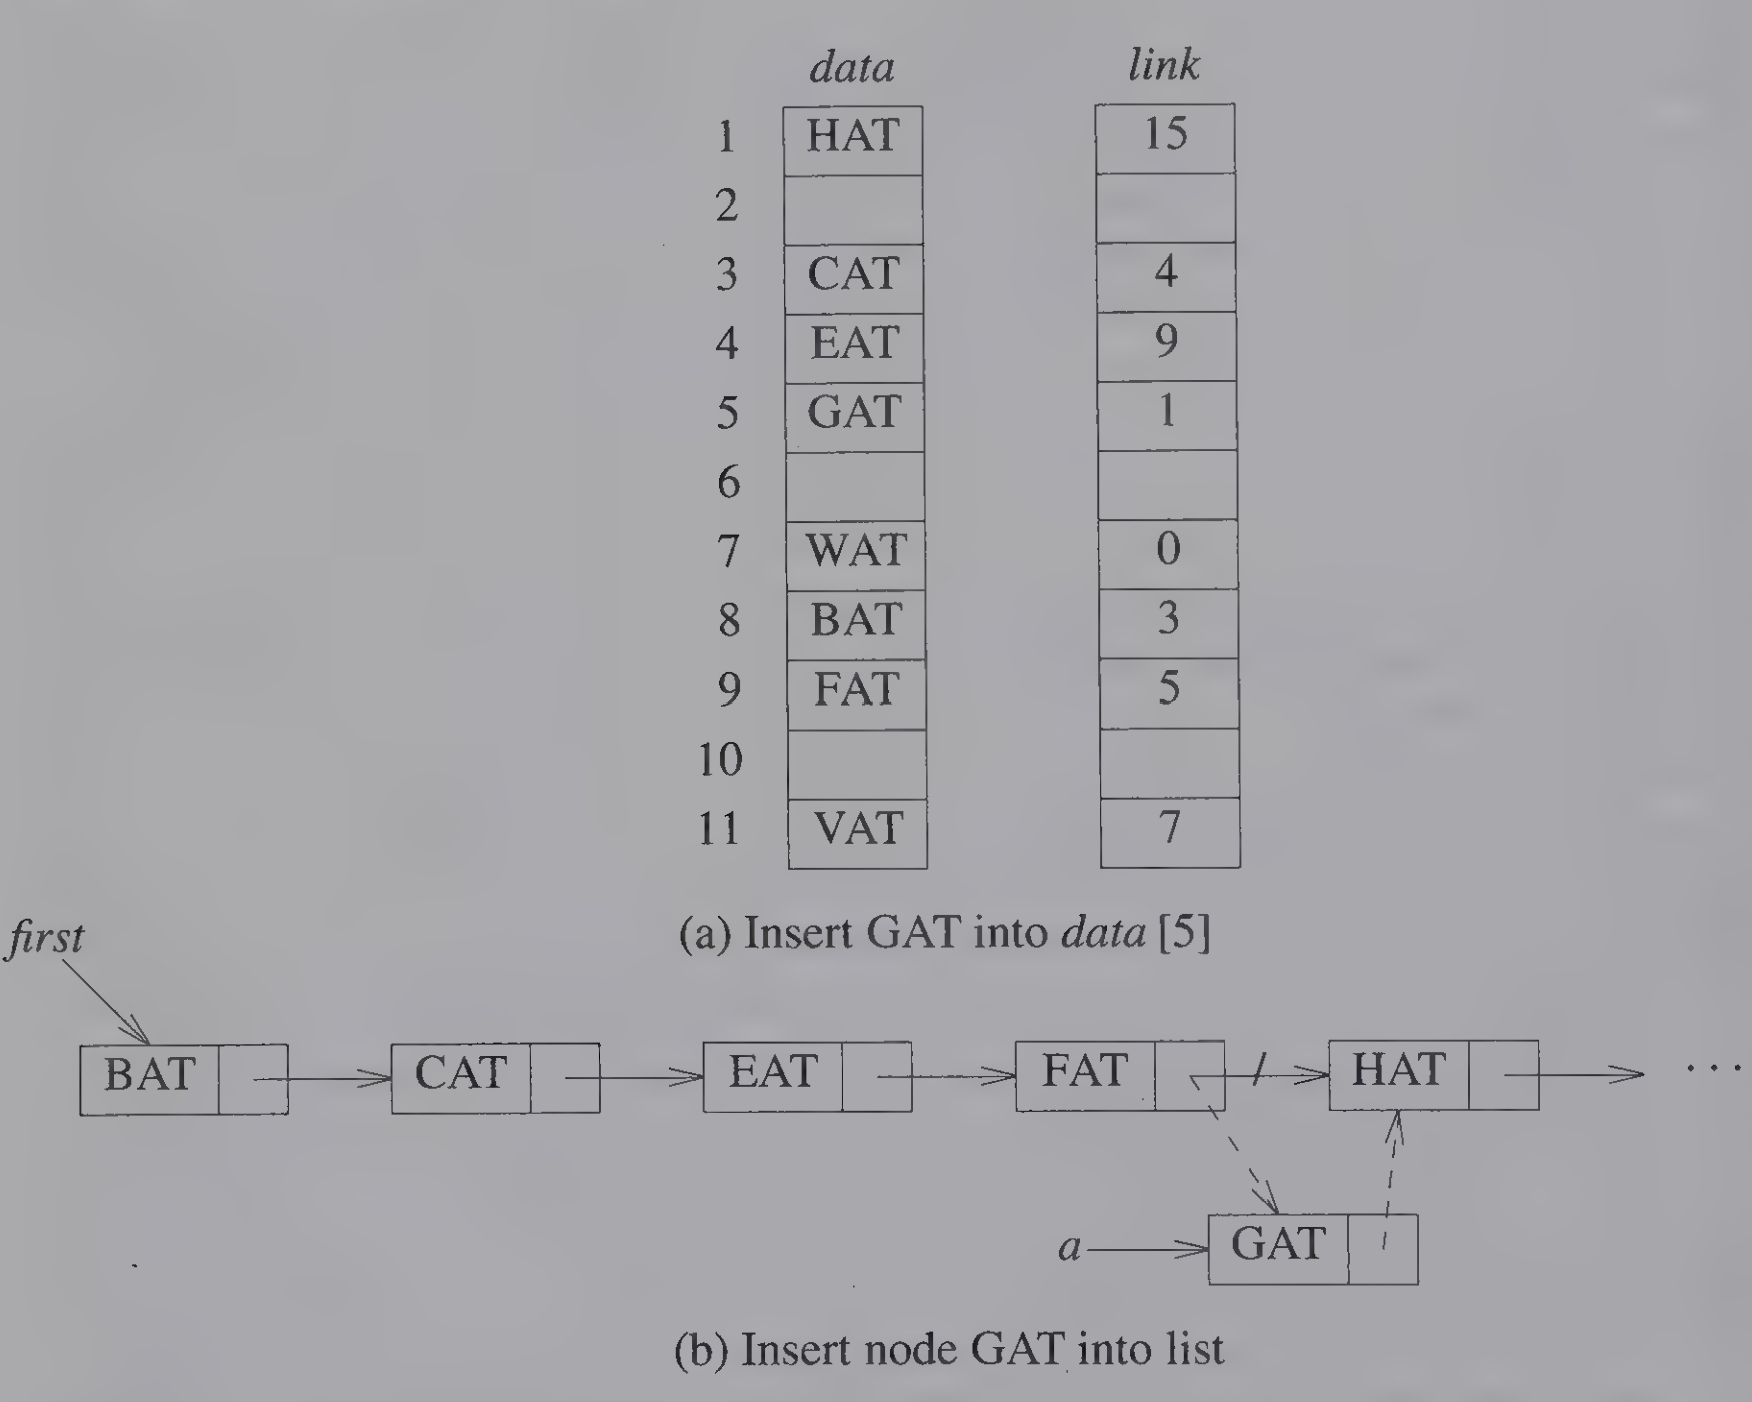 data link
1 HAT 15
2
3 CAT 4
4 EAT 9
5 GAT 1
6
7 WAT 0
8 BAT 3
9 FAT 5
10
11 VAT 7
(a) Insert GAT into data [5]
first
BAT CAT EAT FAT HAT ...
a GAT
(b) Insert node GAT into list